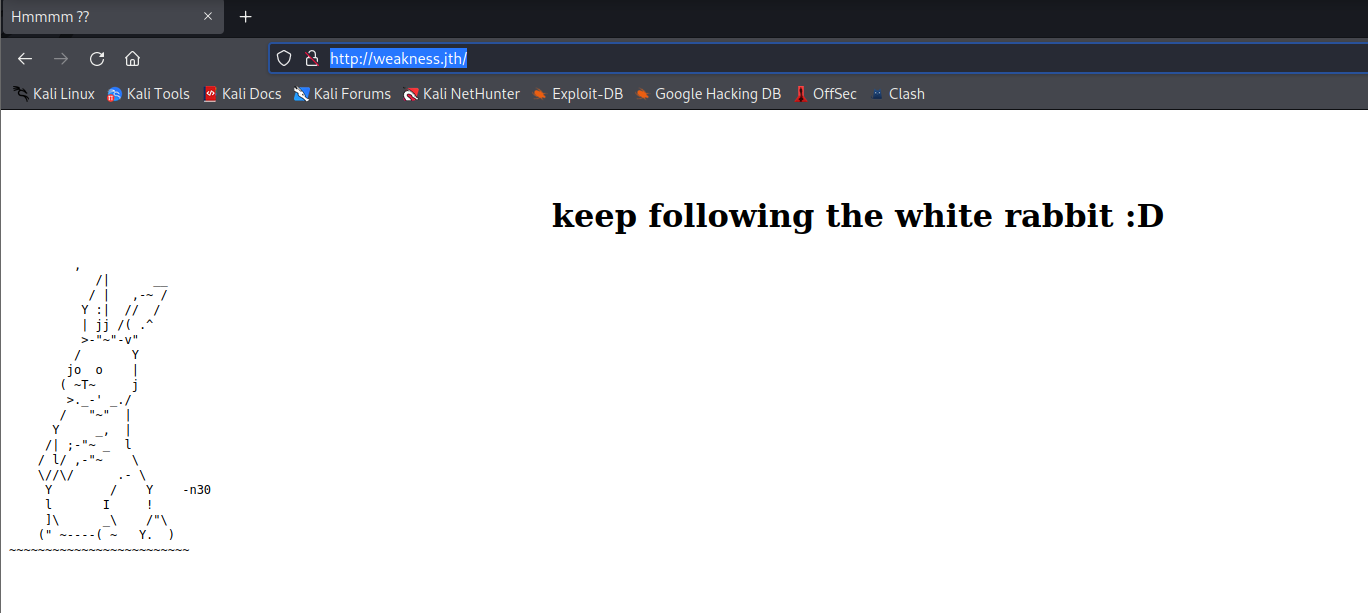 Hmmmm ??
http://weakness.jth/
Kali Linux Kali Tools Kali Docs Kali Forums Kali NetHunter Exploit-DB Google Hacking DB OffSec Clash
keep following the white rabbit :D
         ,
            /|      __
           / |   ,-~ /
          Y :|  //  /
          | jj /( .^
          >-"~"-v"
         /       Y
        jo  o    |
       ( ~T~     j
        >._-' _./
       /   "~"  |
      Y     _,  |
     /| ;-"~ _  l
    / l/ ,-"~    \
    \//\/      .- \
     Y        /    Y    -n30
     l       I     !
     ]\      _\    /"\
    (" ~----( ~   Y.  )
~~~~~~~~~~~~~~~~~~~~~~~~~